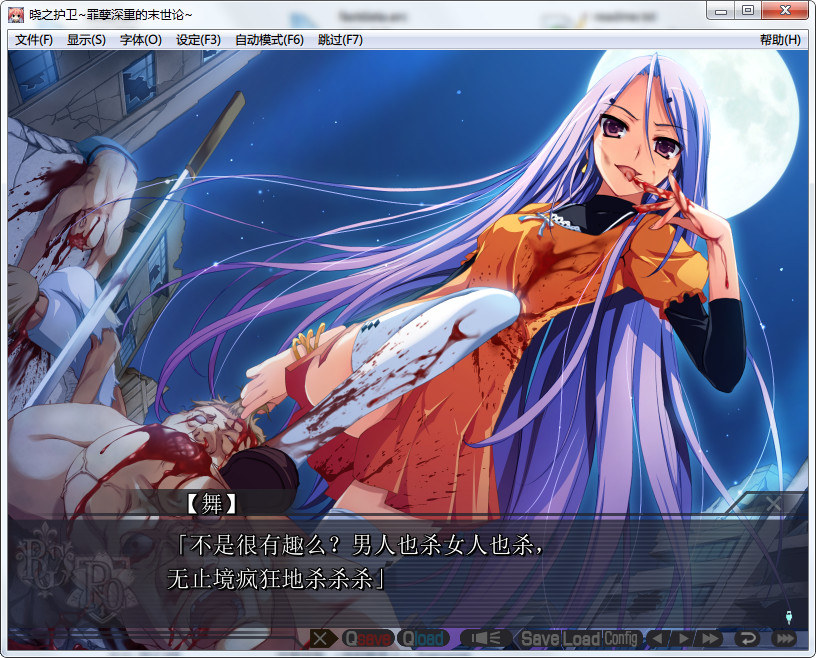 晓之护卫~罪孽深重的末世论~
文件(F) 显示(S) 字体(O) 设定(F3) 自动模式(F6) 跳过(F7) 帮助(H)
【舞】
「不是很有趣么？男人也杀女人也杀，
无止境疯狂地杀杀杀」
Qsave Qload Save Load Config